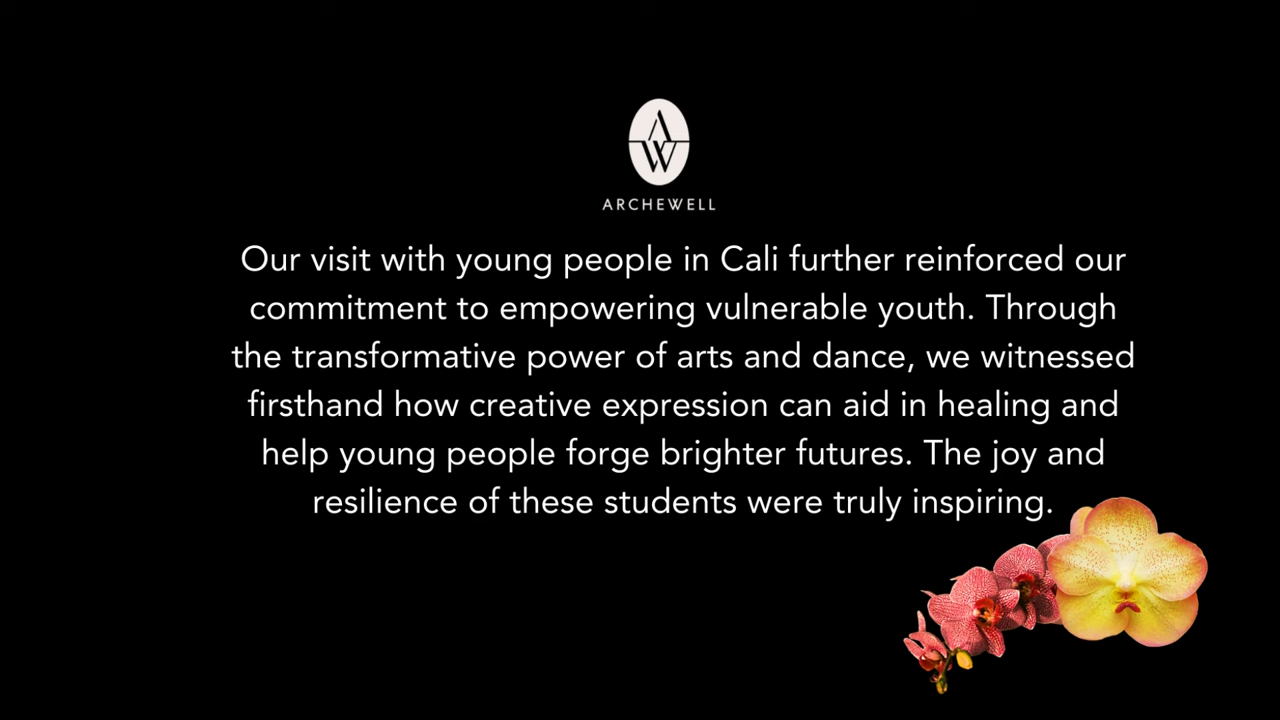 AW
ARCHEWELL
Our visit with young people in Cali further reinforced our
commitment to empowering vulnerable youth. Through
the transformative power of arts and dance, we witnessed
firsthand how creative expression can aid in healing and
help young people forge brighter futures. The joy and
resilience of these students were truly inspiring.